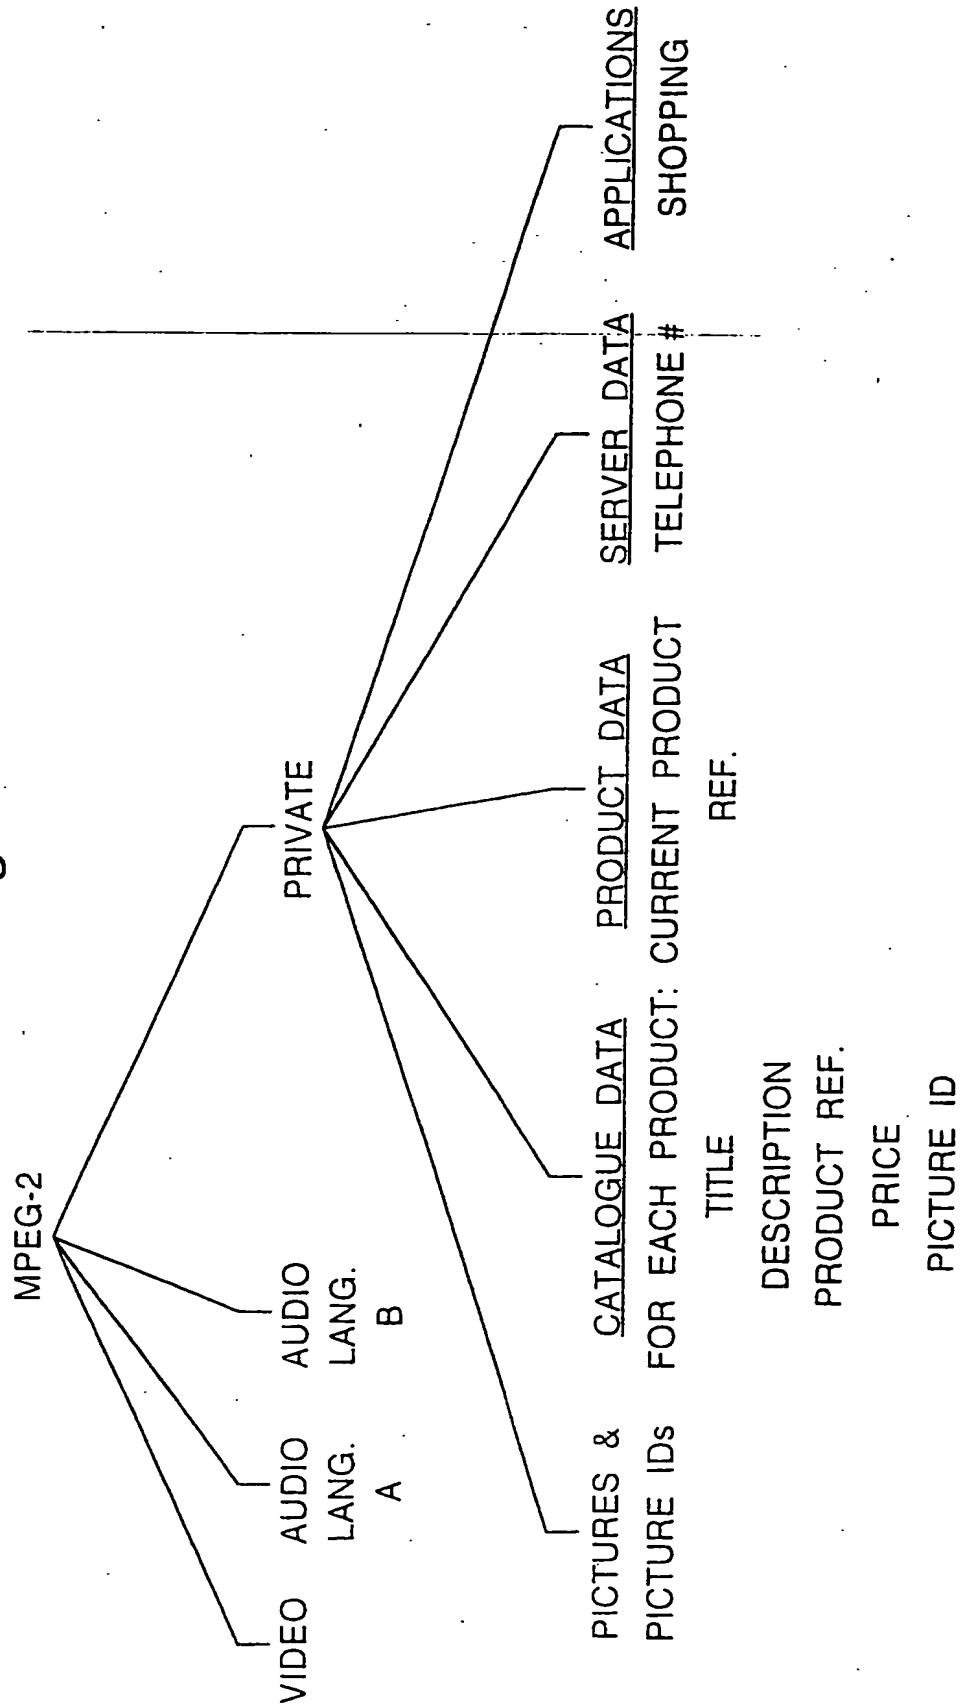 MPEG-2
VIDEO
AUDIO
LANG.
A
AUDIO
LANG.
B
PRIVATE
PICTURES &
PICTURE IDs
CATALOGUE DATA
FOR EACH PRODUCT:
TITLE
DESCRIPTION
PRODUCT REF.
PRICE
PICTURE ID
PRODUCT DATA
CURRENT PRODUCT
REF.
SERVER DATA
TELEPHONE #
APPLICATIONS
SHOPPING